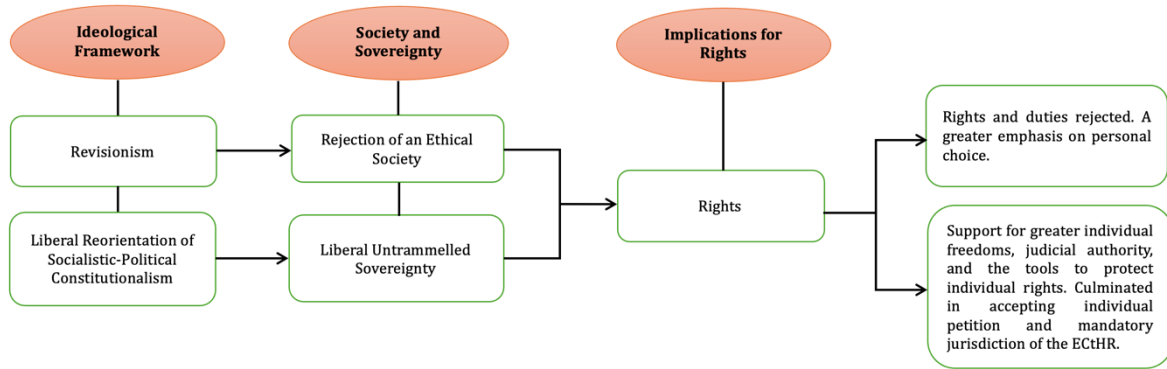 Ideological
Framework
Society and
Sovereignty
Implications for
Rights
Revisionism
Rejection of an Ethical
Society
Rights
Rights and duties rejected. A
greater emphasis on personal
choice.
Liberal Reorientation of
Socialistic-Political
Constitutionalism
Liberal Untrammelled
Sovereignty
Support for greater individual
freedoms, judicial authority,
and the tools to protect
individual rights. Culminated
in accepting individual
petition and mandatory
jurisdiction of the ECtHR.